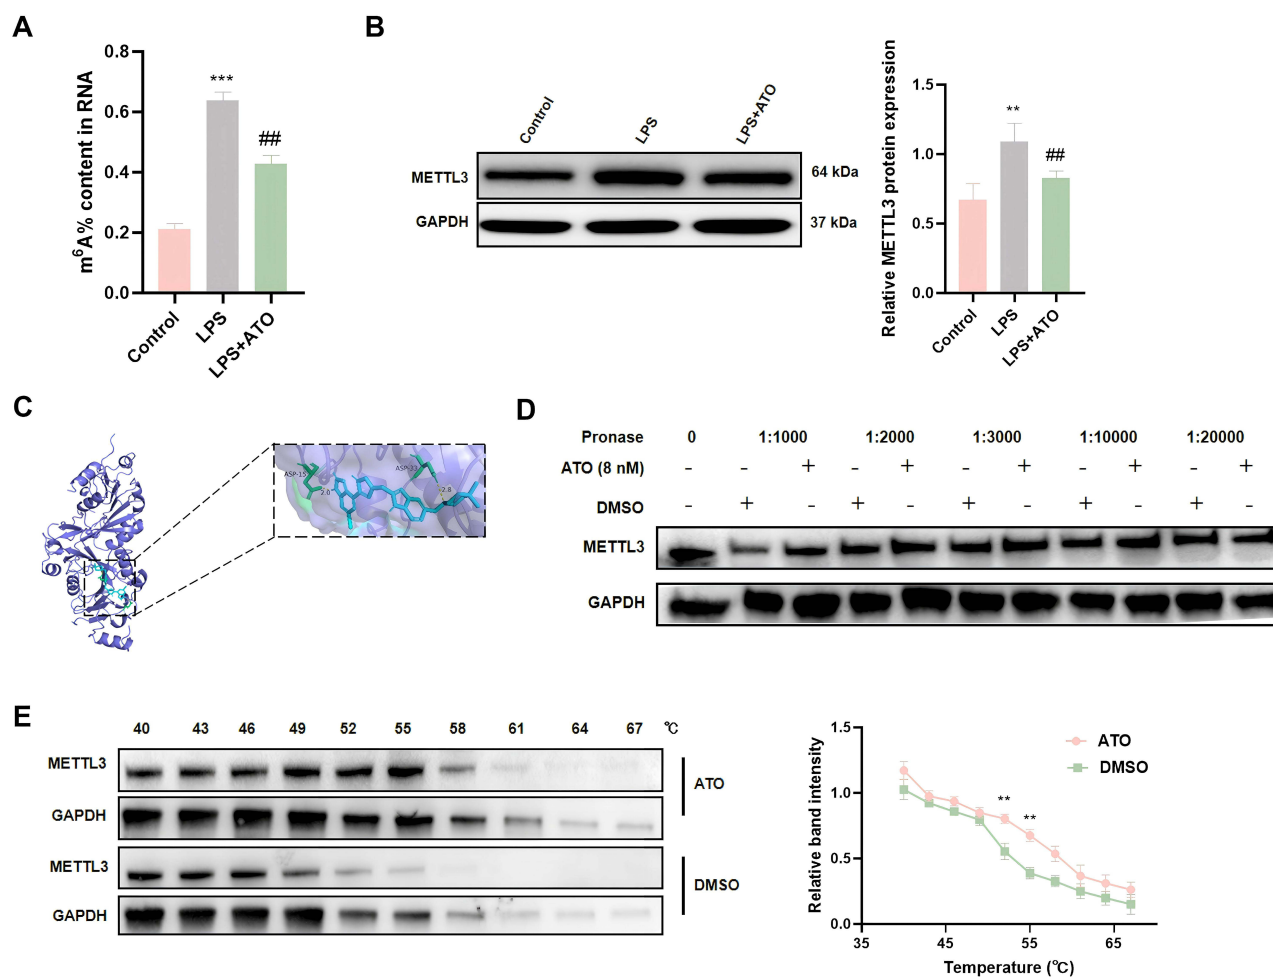 A
m⁶A% content in RNA
0.8
0.6
0.4
0.2
0.0
***
##
Control
LPS
LPS+ATO
B
Control
LPS
LPS+ATO
METTL3
64 kDa
GAPDH
37 kDa
Relative METTL3 protein expression
1.5
1.0
0.5
0.0
**
##
Control
LPS
LPS+ATO
C
ASP-15
2.0
ASP-33
2.8
D
Pronase 0 1:1000 1:2000 1:3000 1:10000 1:20000
ATO (8 nM) - - + - + - + - + - +
DMSO - + - + - + - + - + -
METTL3
GAPDH
E
40 43 46 49 52 55 58 61 64 67 °C
METTL3
GAPDH
ATO
METTL3
GAPDH
DMSO
Relative band intensity
1.5
1.0
0.5
0.0
**
**
ATO
DMSO
35 45 55 65
Temperature (°C)